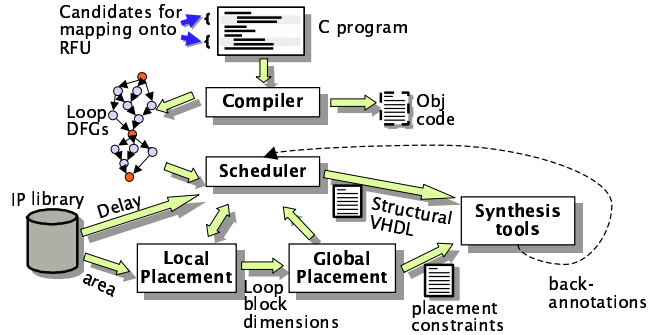 Candidates for
mapping onto
RFU
C program
Compiler
Obj
code
Loop
DFGs
Scheduler
IP library
Delay
Structural
VHDL
Synthesis
tools
area
Local
Placement
Global
Placement
Loop
block
dimensions
placement
constraints
back-
annotations